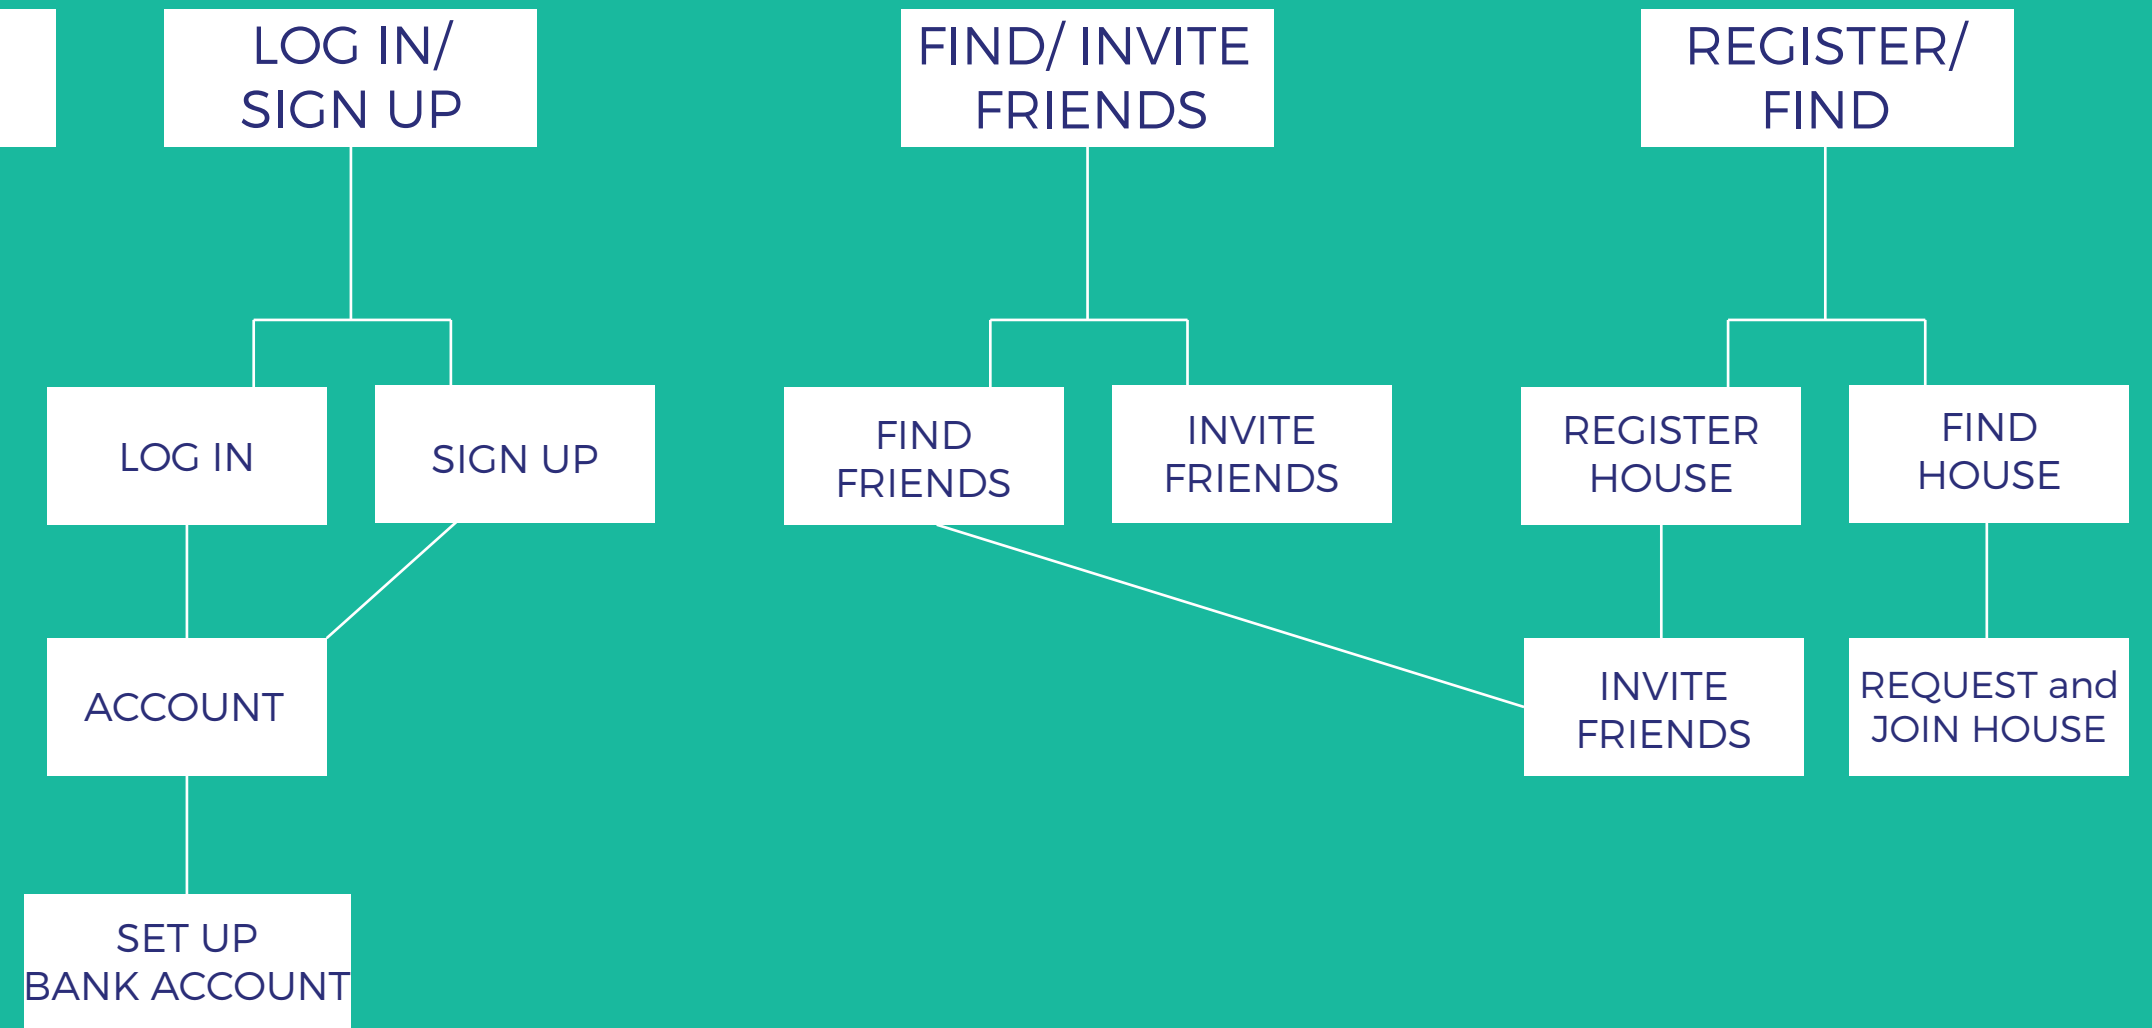 LOG IN/
SIGN UP
FIND/ INVITE
FRIENDS
REGISTER/
FIND
LOG IN
SIGN UP
FIND
FRIENDS
INVITE
FRIENDS
REGISTER
HOUSE
FIND
HOUSE
ACCOUNT
INVITE
FRIENDS
REQUEST and
JOIN HOUSE
SET UP
BANK ACCOUNT